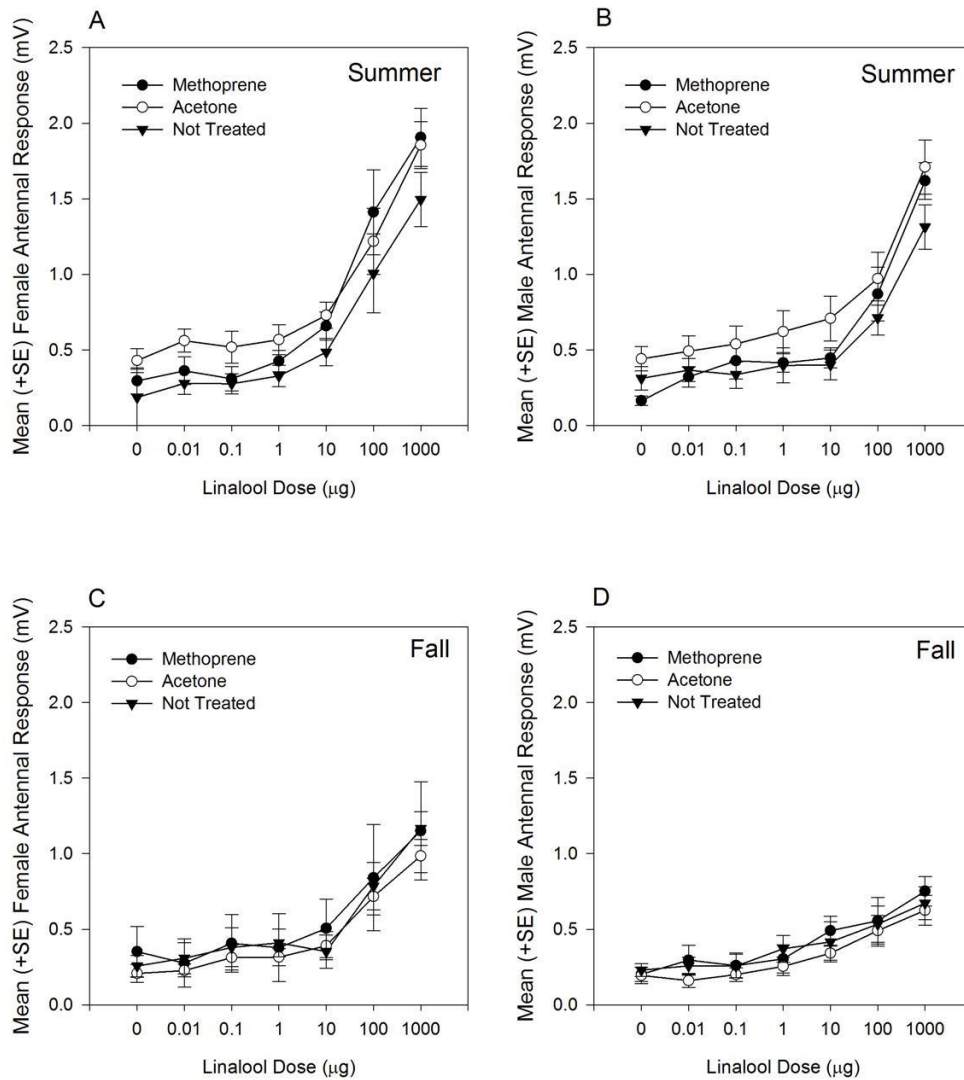 A
Mean (+SE) Female Antennal Response (mV)
2.5
2.0
1.5
1.0
0.5
0.0
Methoprene
Acetone
Not Treated
Summer
0 0.01 0.1 1 10 100 1000
Linalool Dose (μg)
B
Mean (+SE) Male Antennal Response (mV)
2.5
2.0
1.5
1.0
0.5
0.0
Methoprene
Acetone
Not Treated
Summer
0 0.01 0.1 1 10 100 1000
Linalool Dose (μg)
C
Mean (+SE) Female Antennal Response (mV)
2.5
2.0
1.5
1.0
0.5
0.0
Methoprene
Acetone
Not Treated
Fall
0 0.01 0.1 1 10 100 1000
Linalool Dose (μg)
D
Mean (+SE) Male Antennal Response (mV)
2.5
2.0
1.5
1.0
0.5
0.0
Methoprene
Acetone
Not Treated
Fall
0 0.01 0.1 1 10 100 1000
Linalool Dose (μg)